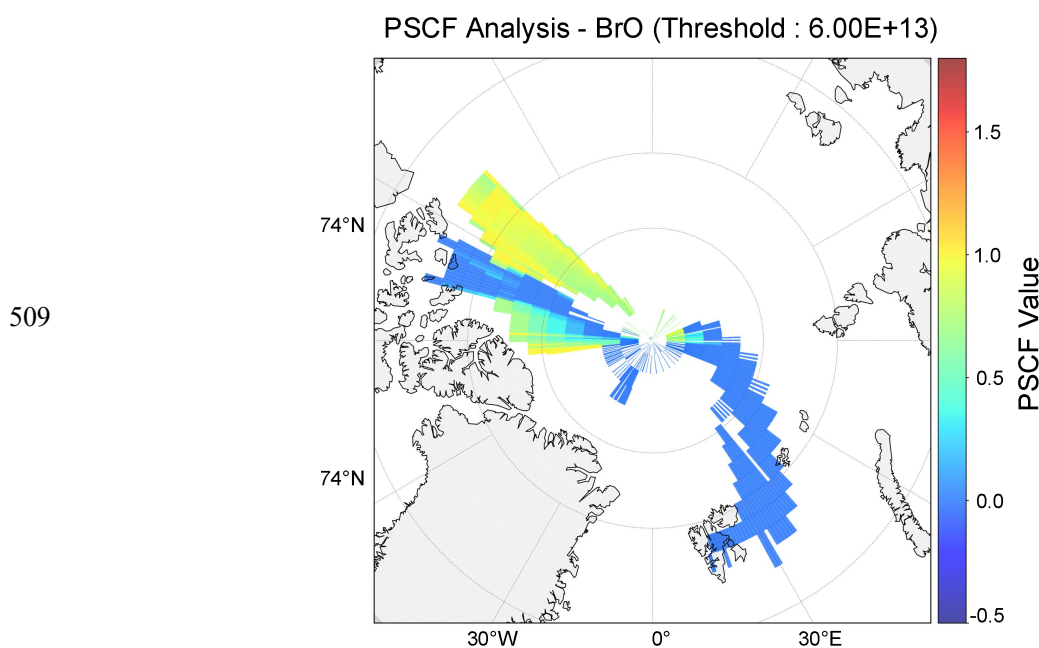 PSCF Analysis - BrO (Threshold : 6.00E+13)
1.5
74°N
1.0
509
PSCF Value
0.5
74°N
0.0
-0.5
30°W
0°
30°E